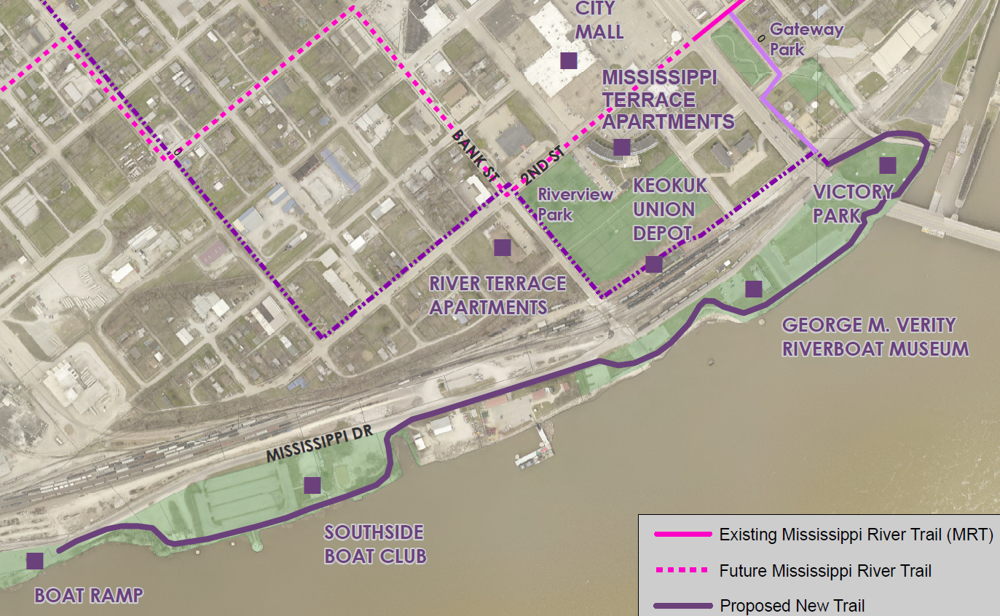 CITY
MALL
Gateway
Park
0
MISSISSIPPI
TERRACE
APARTMENTS
BANK ST
2ND ST
0
Riverview
Park
KEOKUK
UNION
DEPOT
VICTORY
PARK
RIVER TERRACE
APARTMENTS
GEORGE M. VERITY
RIVERBOAT MUSEUM
MISSISSIPPI DR
SOUTHSIDE
BOAT CLUB
BOAT RAMP
Existing Mississippi River Trail (MRT)
Future Mississippi River Trail
Proposed New Trail